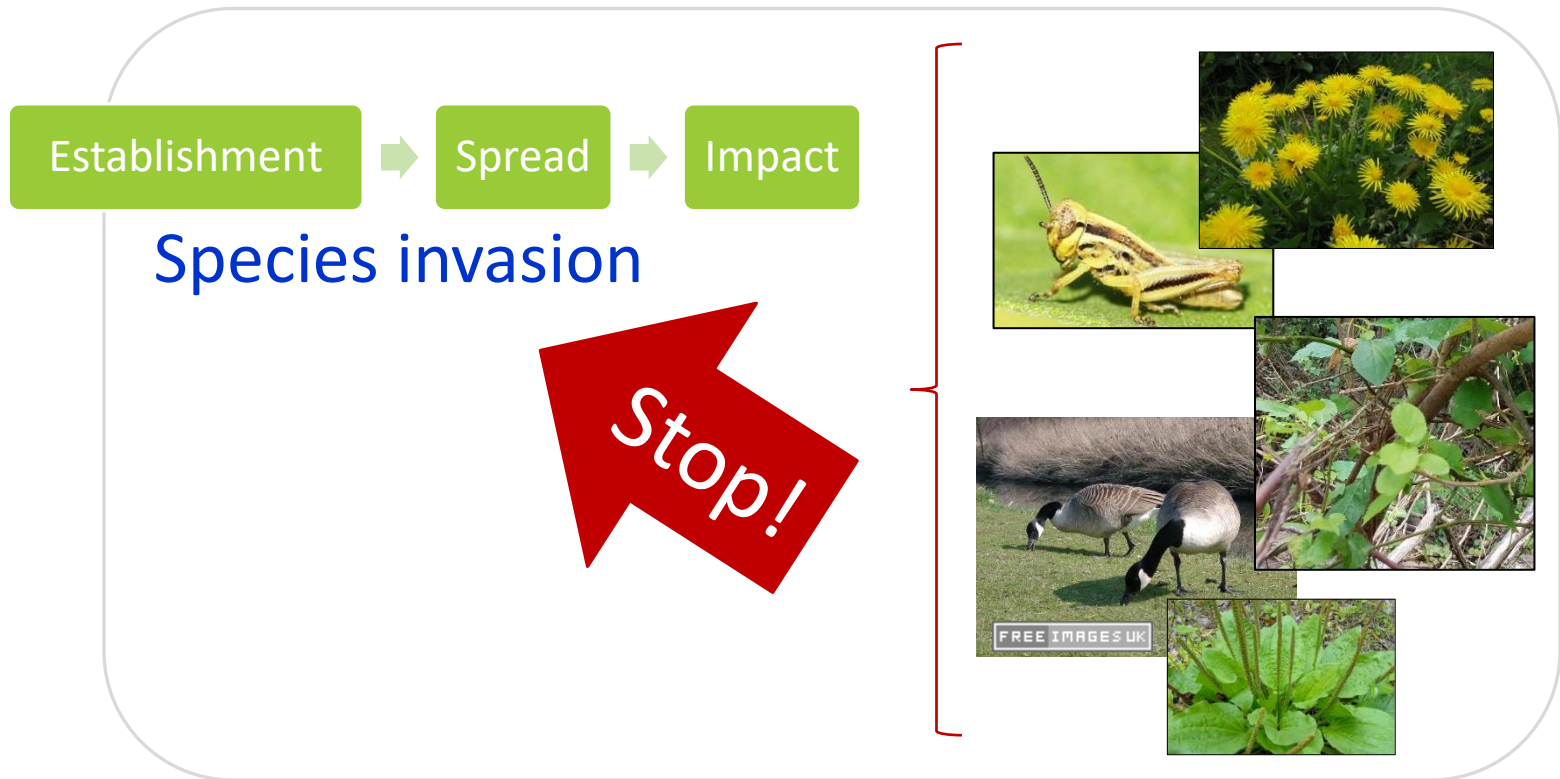 Establishment
Spread
Impact
Species invasion
Stop!
FREE IMAGES UK